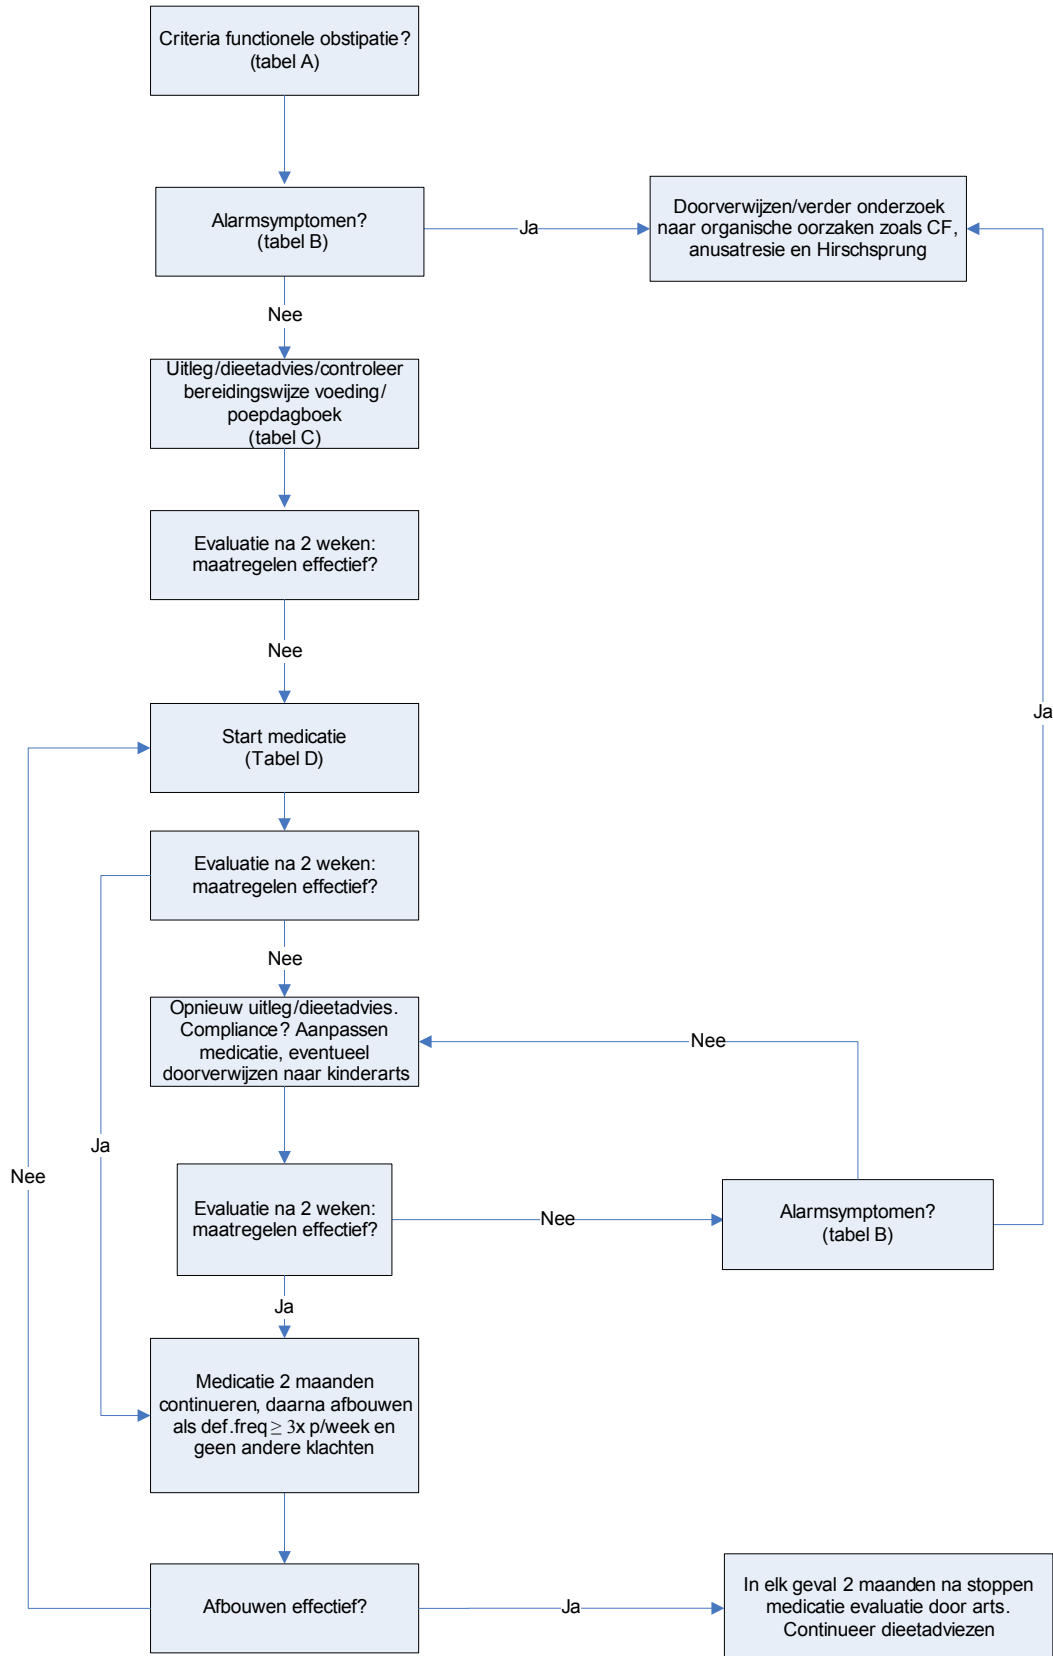 Criteria functionele obstipatie?
(tabel A)
Alarmsymptomen?
(tabel B)
Ja
Doorverwijzen/verder onderzoek
naar organische oorzaken zoals CF,
anusatresie en Hirschsprung
Nee
Uitleg/dieetadvies/controleer
bereidingswijze voeding/
poepdagboek
(tabel C)
Evaluatie na 2 weken:
maatregelen effectief?
Nee
Ja
Start medicatie
(Tabel D)
Evaluatie na 2 weken:
maatregelen effectief?
Nee
Opnieuw uitleg/dieetadvies.
Compliance? Aanpassen
medicatie, eventueel
doorverwijzen naar kinderarts
Nee
Ja
Nee
Evaluatie na 2 weken:
maatregelen effectief?
Nee
Alarmsymptomen?
(tabel B)
Ja
Medicatie 2 maanden
continueren, daarna afbouwen
als def.freq ≥ 3x p/week en
geen andere klachten
Afbouwen effectief?
Ja
In elk geval 2 maanden na stoppen
medicatie evaluatie door arts.
Continueer dieetadviezen